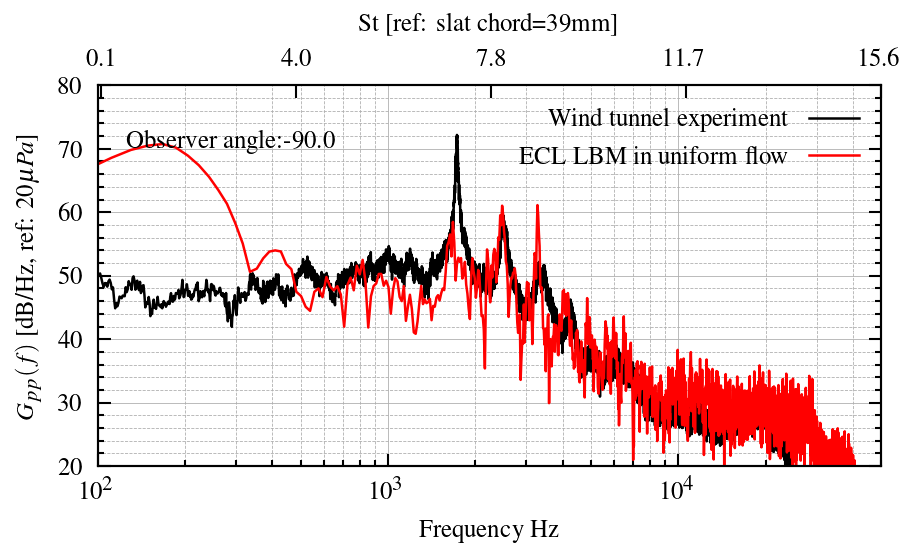 St [ref: slat chord=39mm]
0.1 4.0 7.8 11.7 15.6
80
70
60
50
40
30
20
G_{pp}(f) [dB/Hz, ref: 20μPa]
Observer angle:-90.0
Wind tunnel experiment
ECL LBM in uniform flow
10^2 10^3 10^4
Frequency Hz